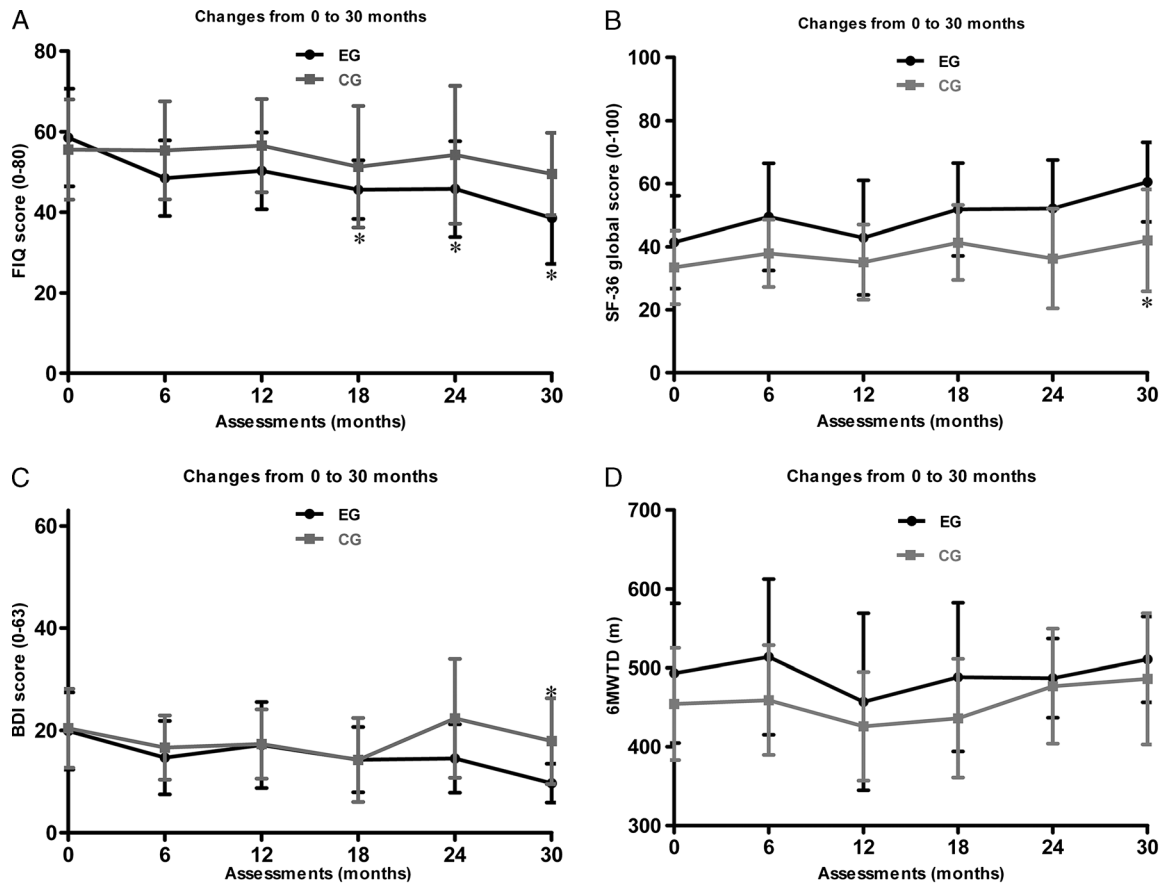 A
Changes from 0 to 30 months
EG
CG
FIQ score (0-80)
80
60
40
20
0
* * *
0 6 12 18 24 30
Assessments (months)
B
Changes from 0 to 30 months
EG
CG
SF-36 global score (0-100)
100
80
60
40
20
0
*
0 6 12 18 24 30
Assessments (months)
C
Changes from 0 to 30 months
EG
CG
BDI score (0-63)
60
40
20
0
*
0 6 12 18 24 30
Assessments (months)
D
Changes from 0 to 30 months
EG
CG
6MWTD (m)
700
600
500
400
300
0 6 12 18 24 30
Assessments (months)